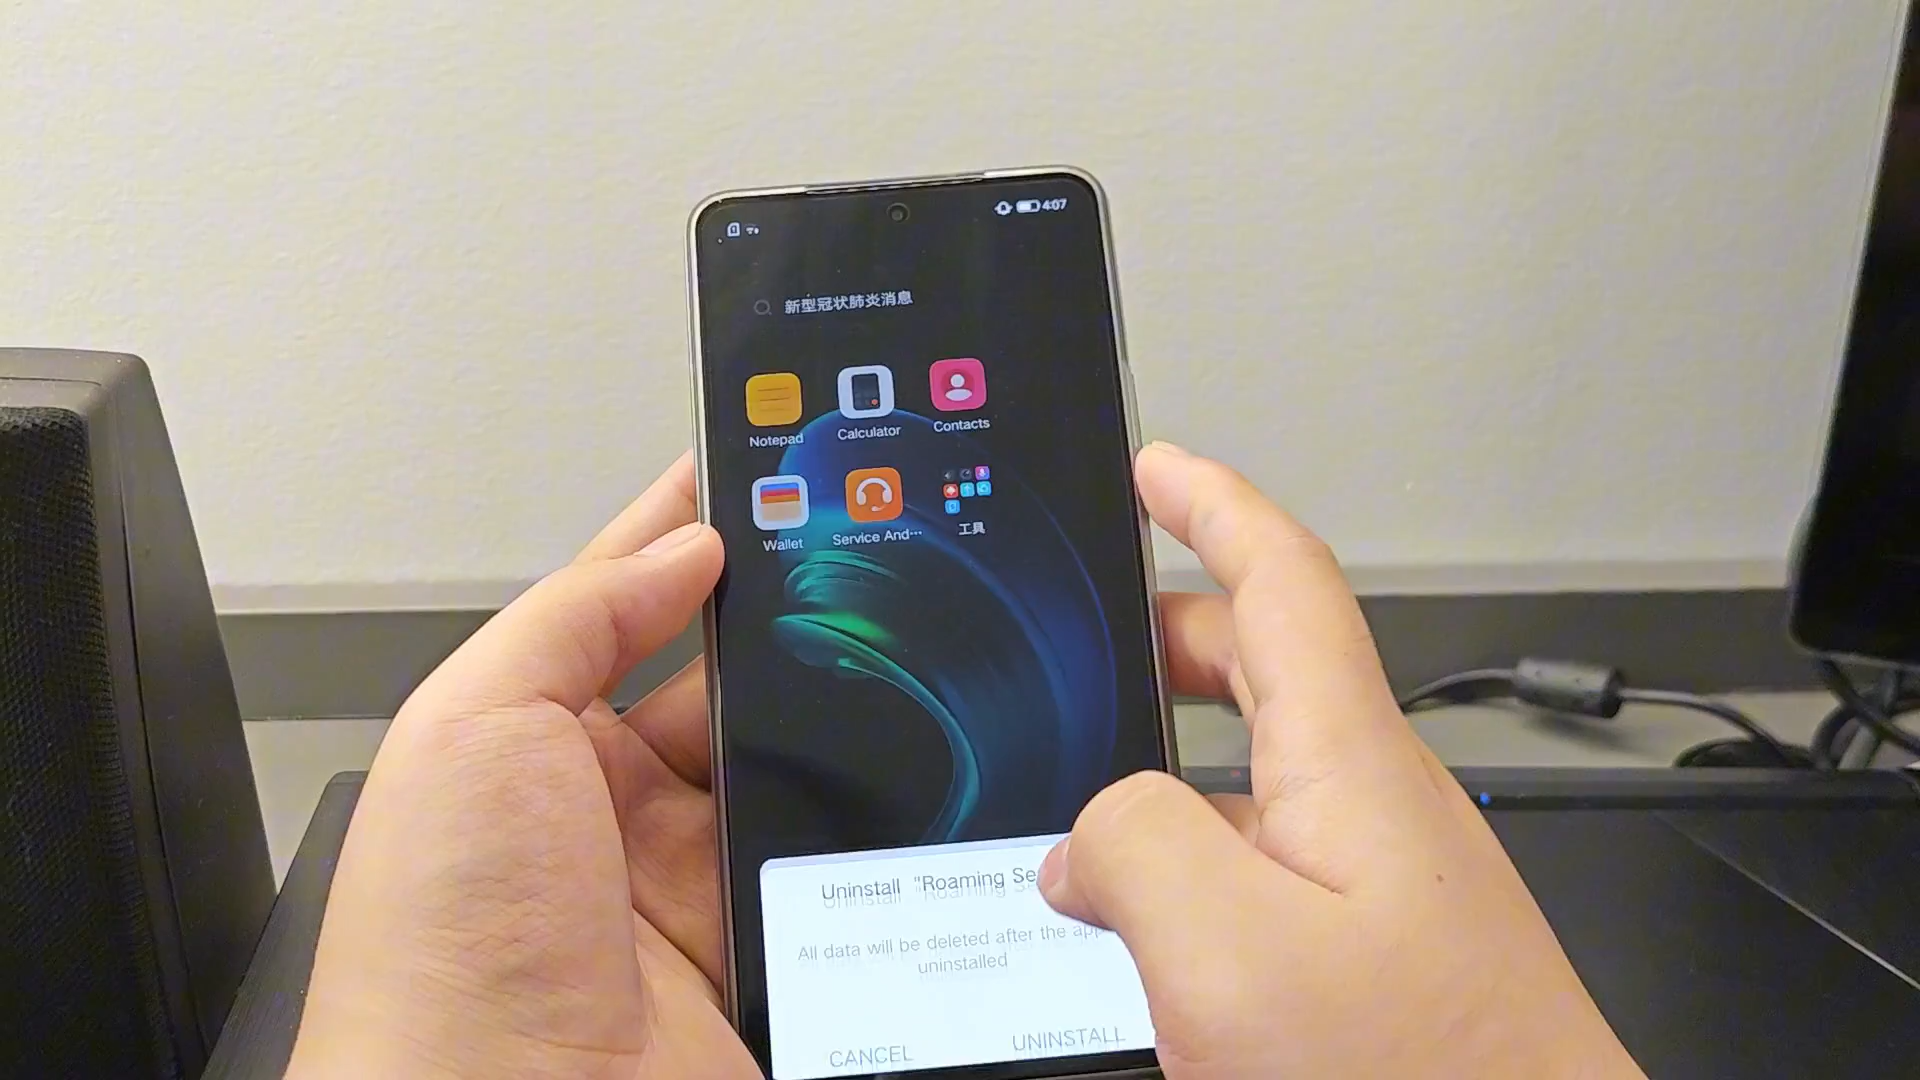 4:07
新型冠状肺炎消息
Notepad
Calculator
Contacts
Wallet
Service And…
工具
Uninstall "Roaming Se
All data will be deleted after the app
uninstalled
CANCEL
UNINSTALL